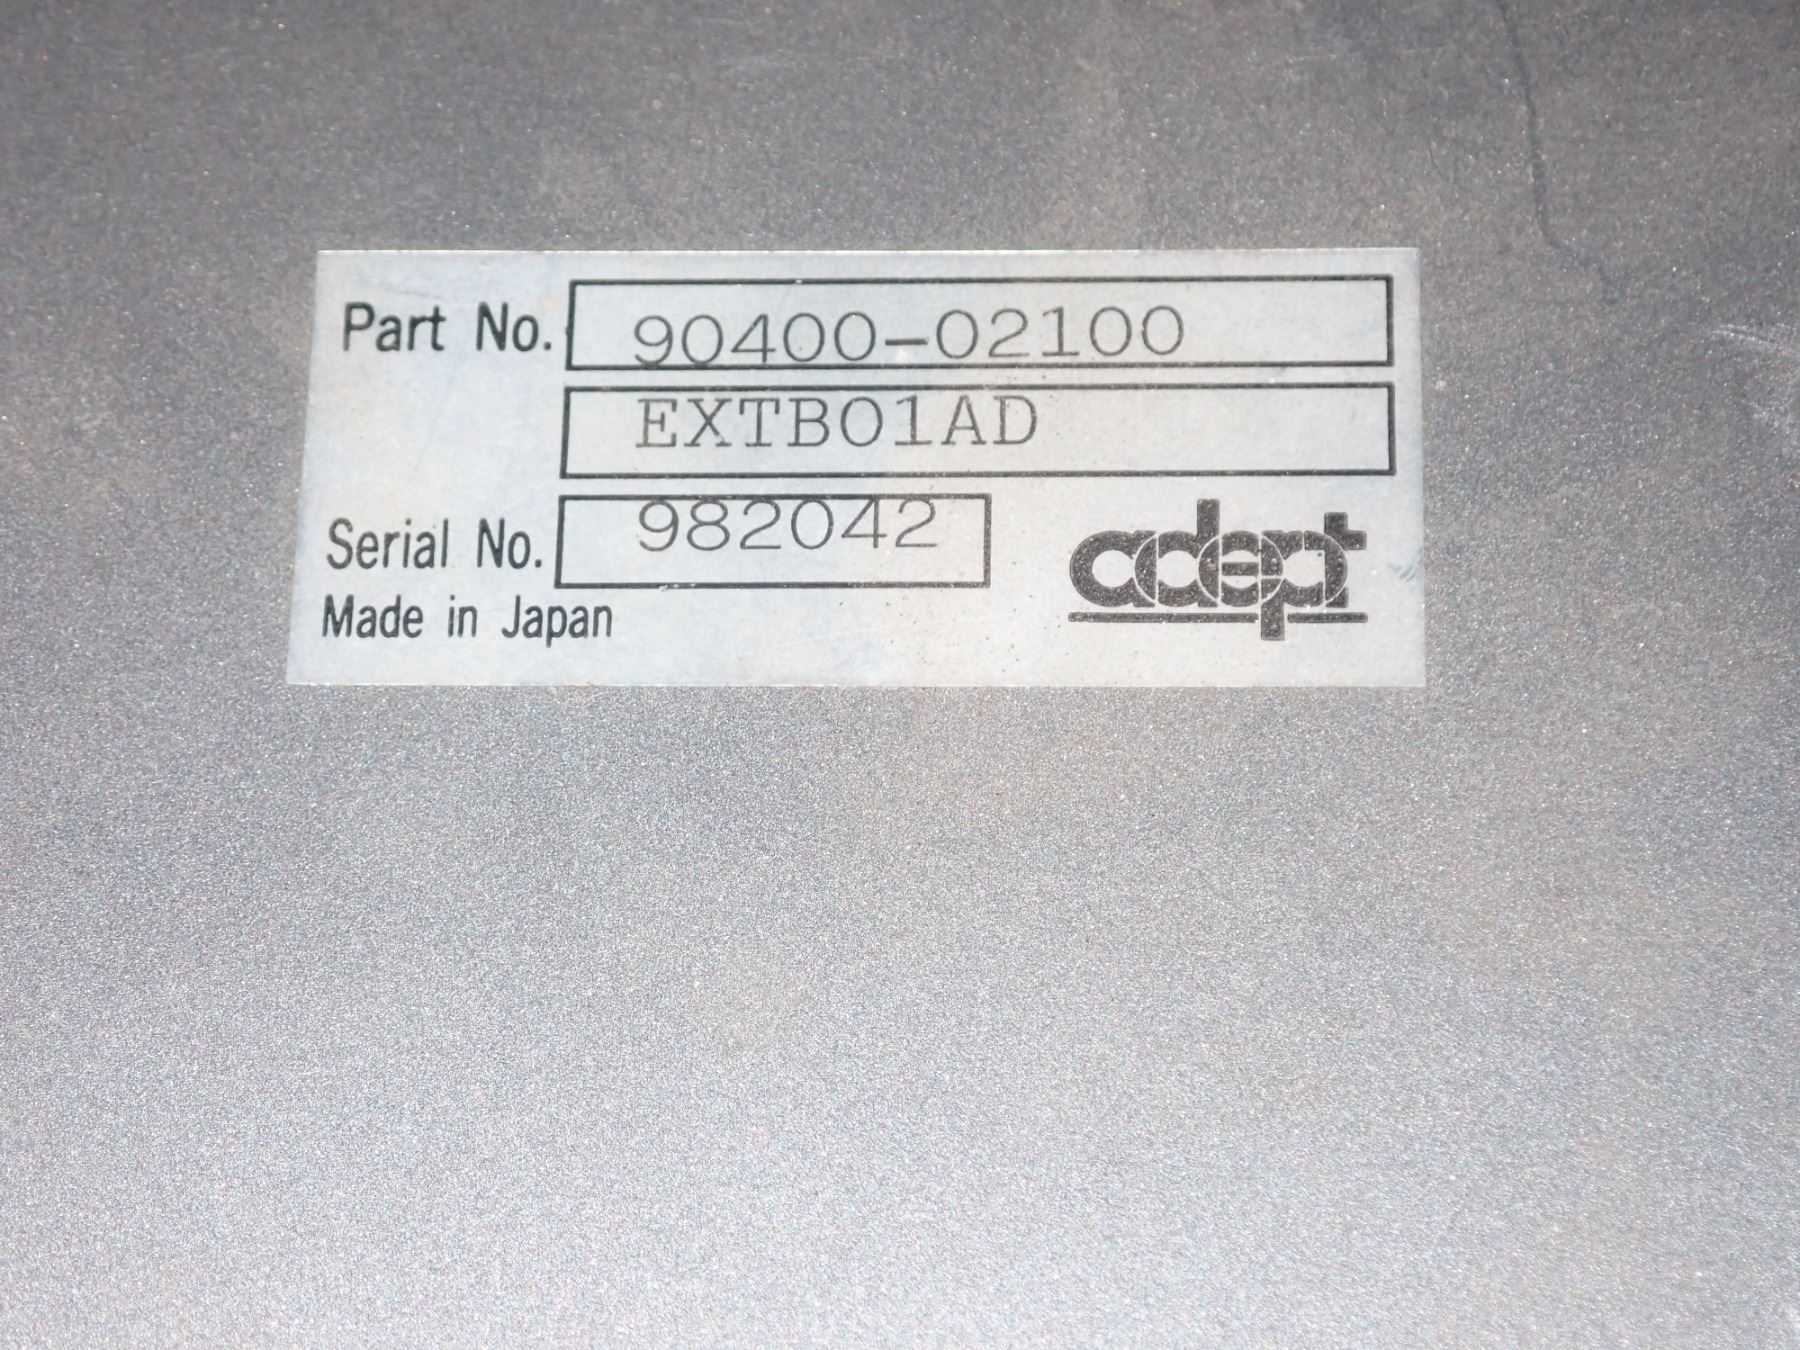 Part No. 90400-02100
EXTB01AD
Serial No. 982042
adept
Made in Japan